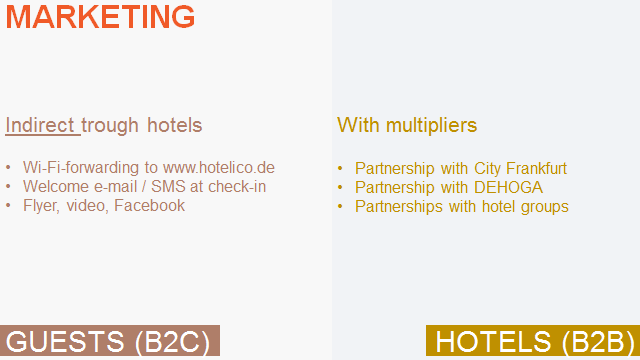 MARKETING
Indirect trough hotels
• Wi-Fi-forwarding to www.hotelico.de
• Welcome e-mail / SMS at check-in
• Flyer, video, Facebook
GUESTS (B2C)
With multipliers
• Partnership with City Frankfurt
• Partnership with DEHOGA
• Partnerships with hotel groups
HOTELS (B2B)